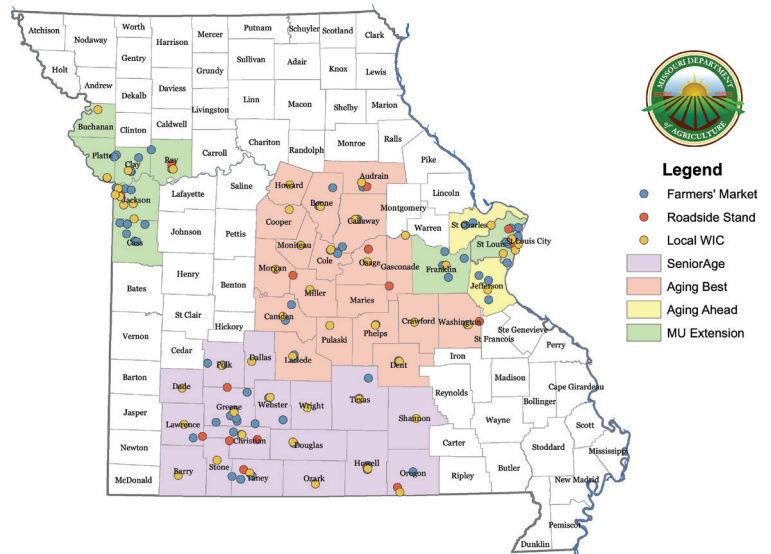 Atchison
Nodaway
Worth
Harrison
Mercer
Putnam
Schuyler
Scotland
Clark
Holt
Gentry
Sullivan
Adair
Knox
Lewis
Andrew
Dekalb
Daviess
Grundy
Livingston
Linn
Macon
Shelby
Marion
Buchanan
Clinton
Caldwell
Chariton
Randolph
Monroe
Ralls
Platte
Clay
Ray
Carroll
Pike
Audrain
Howard
Boone
Lincoln
Jackson
Lafayette
Saline
Cooper
Callaway
Montgomery
Warren
St Charles
St Louis
St Louis City
Cass
Johnson
Pettis
Moniteau
Cole
Osage
Gasconade
Franklin
Jefferson
Bates
Henry
Benton
Morgan
Miller
Maries
St Clair
Hickory
Camden
Pulaski
Phelps
Crawford
Washington
Ste Genevieve
St Francois
Perry
Vernon
Cedar
Polk
Dallas
Laclede
Dent
Iron
Barton
Dade
Reynolds
Madison
Cape Girardeau
Bollinger
Jasper
Greene
Webster
Wright
Texas
Shannon
Wayne
Scott
Lawrence
Newton
Christian
Douglas
Carter
Stoddard
Mississippi
McDonald
Barry
Stone
Taney
Ozark
Howell
Oregon
Ripley
Butler
New Madrid
Pemiscot
Dunklin
MISSOURI DEPARTMENT
of
AGRICULTURE
Legend
Farmers' Market
Roadside Stand
Local WIC
SeniorAge
Aging Best
Aging Ahead
MU Extension